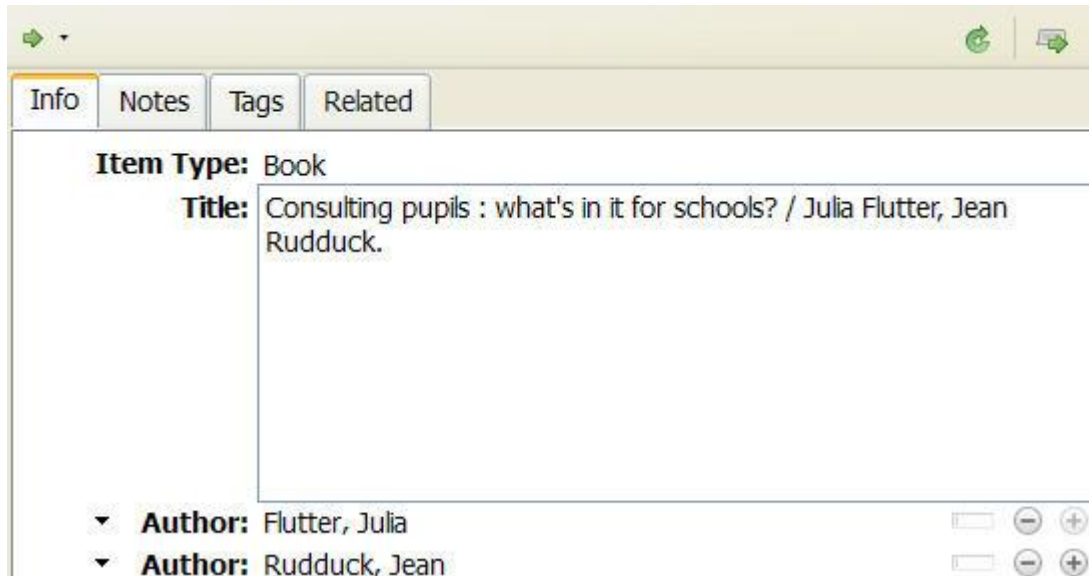 Info Notes Tags Related
Item Type: Book
Title: Consulting pupils : what's in it for schools? / Julia Flutter, Jean
Rudduck.
Author: Flutter, Julia
Author: Rudduck, Jean